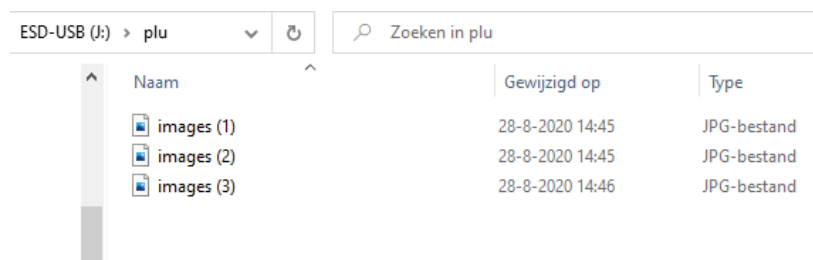 ESD-USB (J:) › plu Zoeken in plu
Naam Gewijzigd op Type
images (1) 28-8-2020 14:45 JPG-bestand
images (2) 28-8-2020 14:45 JPG-bestand
images (3) 28-8-2020 14:46 JPG-bestand